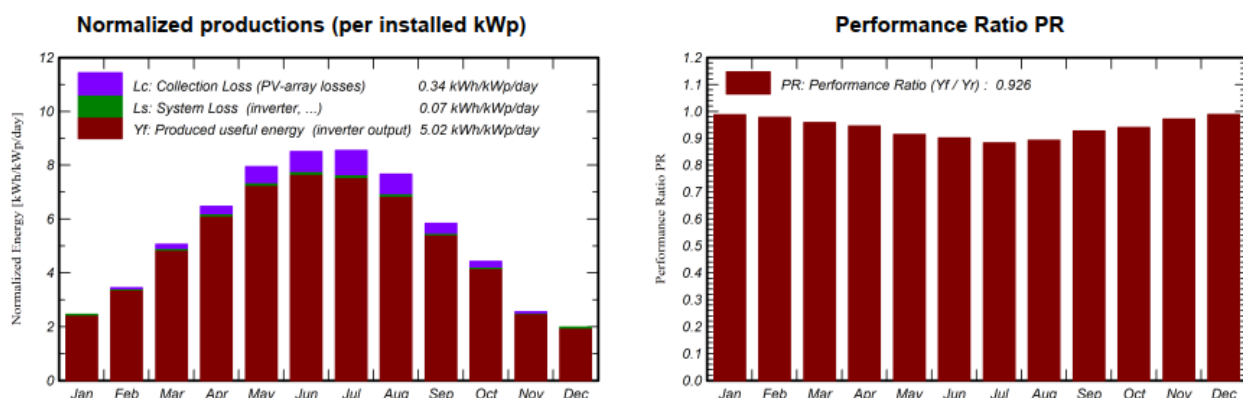 Normalized productions (per installed kWp)
Normalized Energy [kWh/kWp/day]
12
10
8
6
4
2
0
Lc: Collection Loss (PV-array losses) 0.34 kWh/kWp/day
Ls: System Loss (inverter, ...) 0.07 kWh/kWp/day
Yf: Produced useful energy (inverter output) 5.02 kWh/kWp/day
Jan Feb Mar Apr May Jun Jul Aug Sep Oct Nov Dec
Performance Ratio PR
Performance Ratio PR
1.2
1.1
1.0
0.9
0.8
0.7
0.6
0.5
0.4
0.3
0.2
0.1
0.0
PR: Performance Ratio (Yf / Yr) : 0.926
Jan Feb Mar Apr May Jun Jul Aug Sep Oct Nov Dec